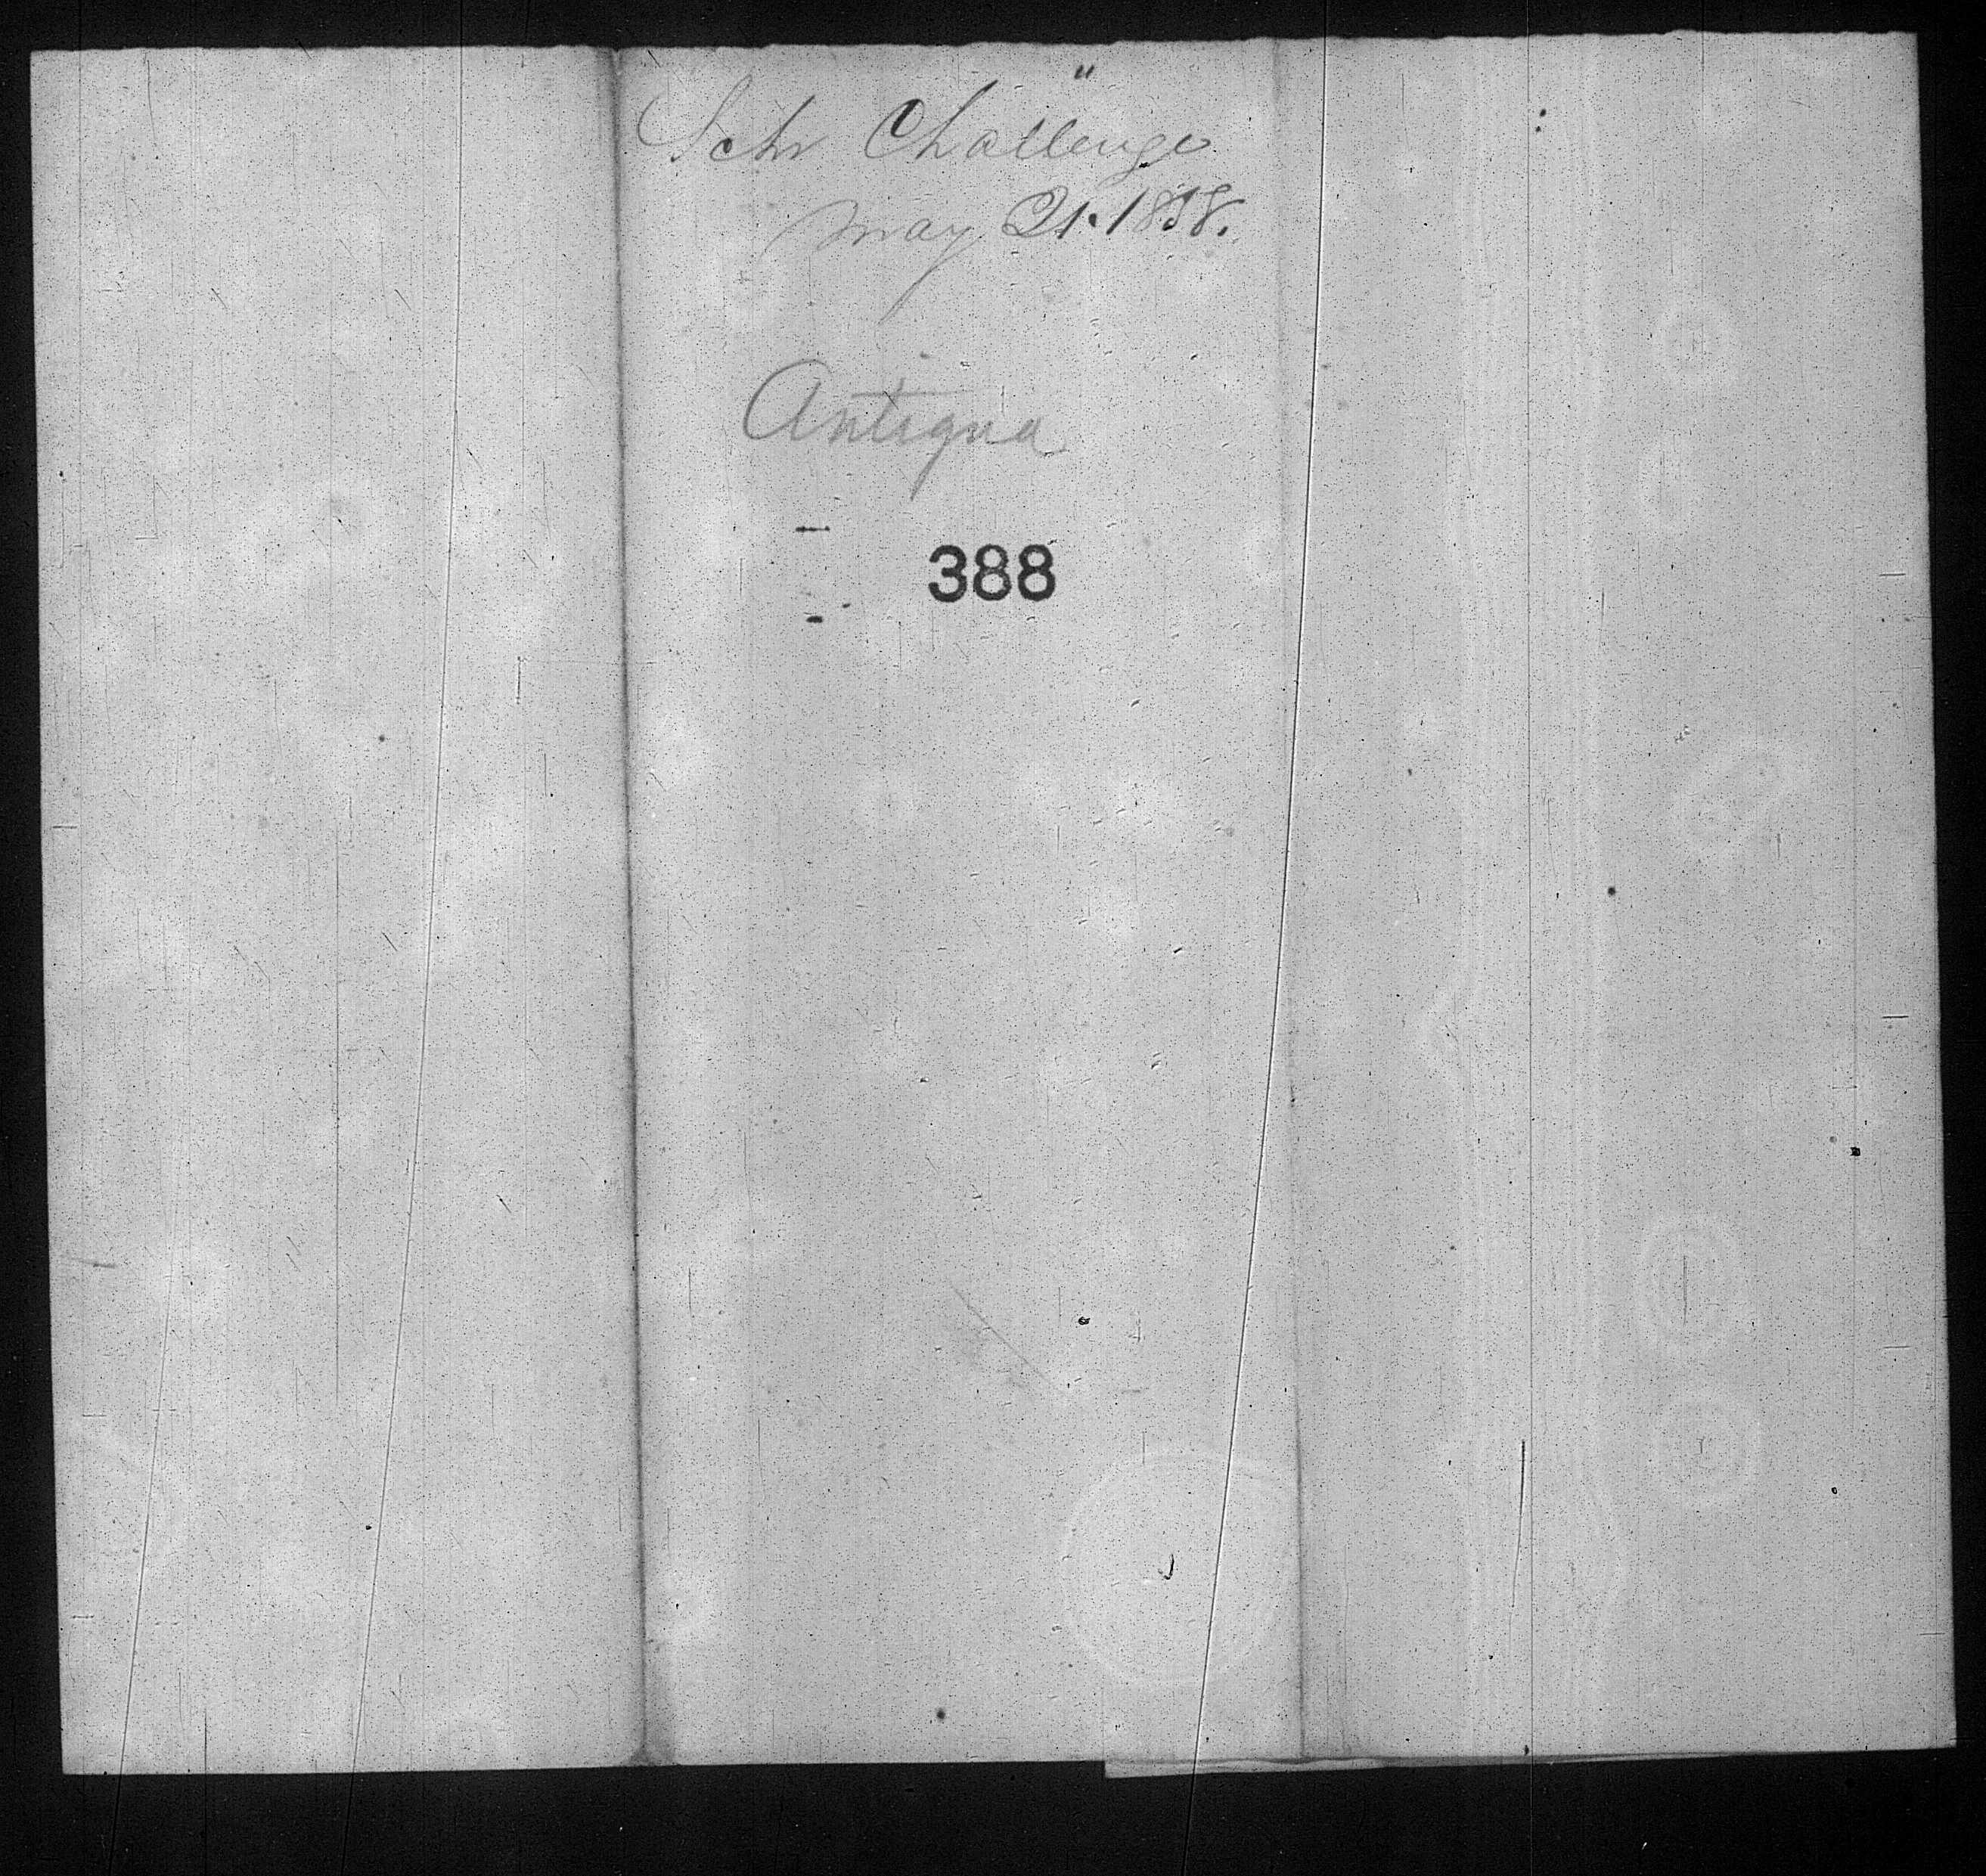 Schr Challenge
May 21. 1858.
Antigua
388